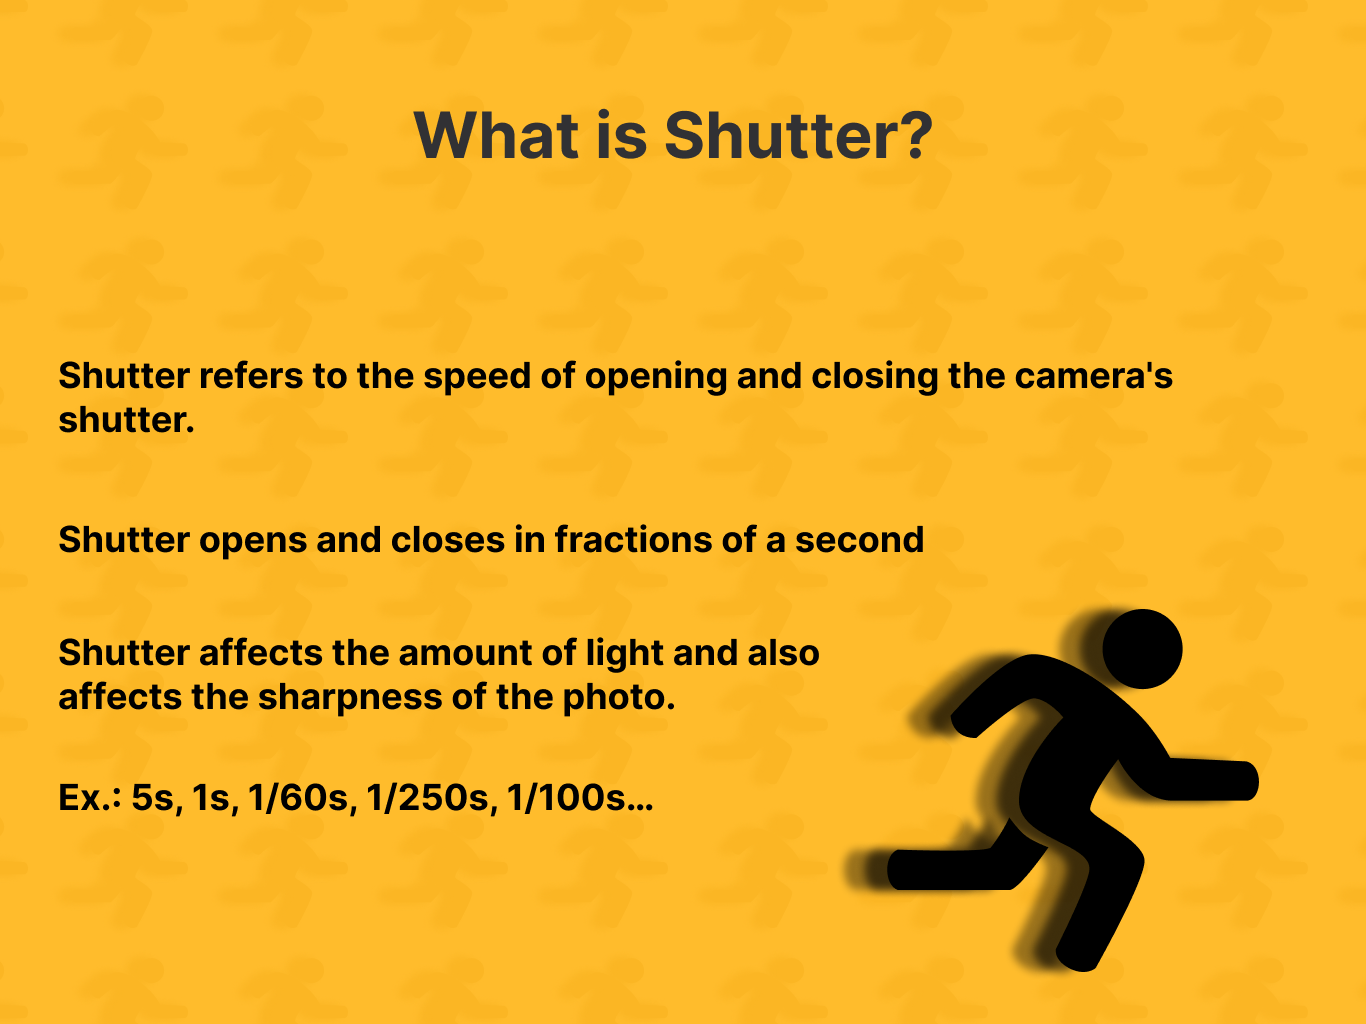 What is Shutter?
Shutter refers to the speed of opening and closing the camera's
shutter.
Shutter opens and closes in fractions of a second
Shutter affects the amount of light and also
affects the sharpness of the photo.
Ex.: 5s, 1s, 1/60s, 1/250s, 1/100s...